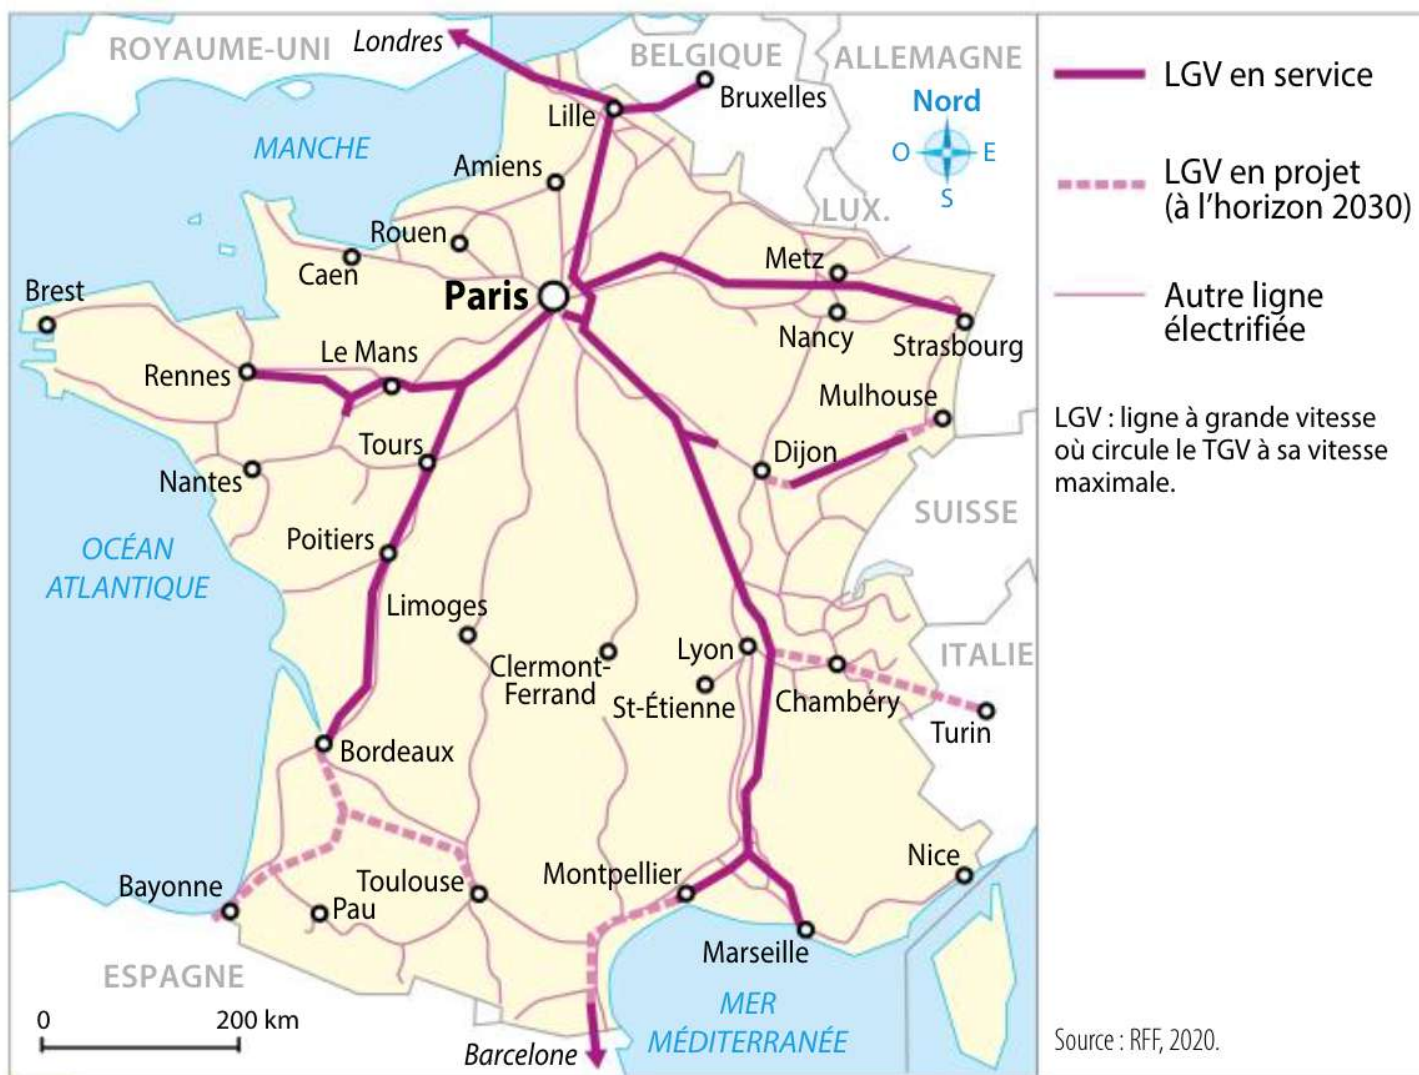 ROYAUME-UNI
Londres
BELGIQUE
ALLEMAGNE
Bruxelles
Nord
O
E
S
Lille
MANCHE
Amiens
LUX.
Rouen
Caen
Metz
Paris
Brest
Nancy
Strasbourg
Le Mans
Rennes
Mulhouse
Tours
Dijon
Nantes
SUISSE
Poitiers
OCÉAN
ATLANTIQUE
Limoges
Lyon
ITALIE
Clermont-
Ferrand
St-Étienne
Chambéry
Turin
Bordeaux
Nice
Montpellier
Bayonne
Toulouse
Pau
Marseille
ESPAGNE
MER
MÉDITERRANÉE
0
200 km
Barcelone
LGV en service
LGV en projet
(à l'horizon 2030)
Autre ligne
électrifiée
LGV : ligne à grande vitesse
où circule le TGV à sa vitesse
maximale.
Source : RFF, 2020.